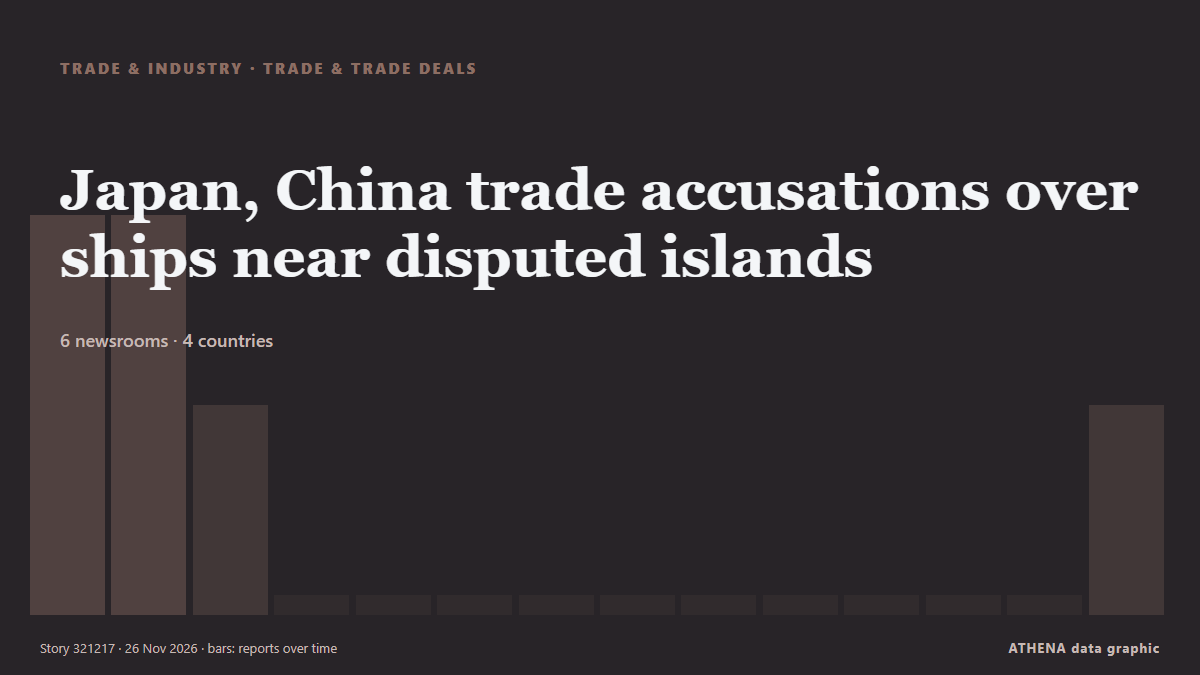 TRADE & INDUSTRY · TRADE & TRADE DEALS
Japan, China trade accusations over
ships near disputed islands
6 newsrooms · 4 countries
Story 321217 · 26 Nov 2026 · bars: reports over time
ATHENA data graphic